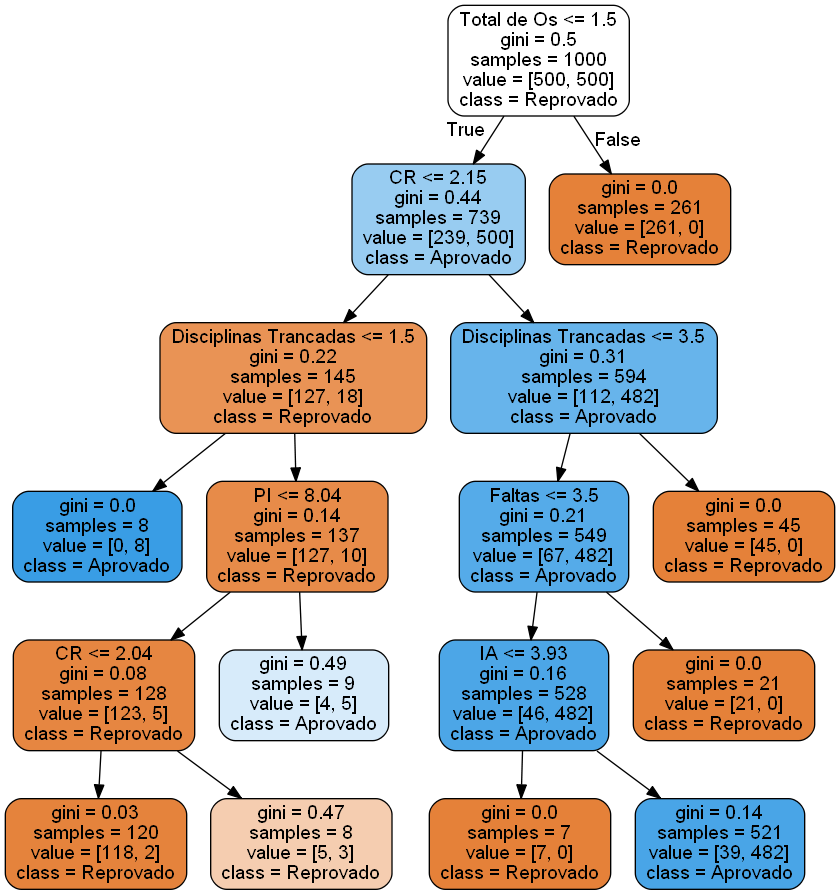 Total de Os <= 1.5
gini = 0.5
samples = 1000
value = [500, 500]
class = Reprovado
True
False
CR <= 2.15
gini = 0.44
samples = 739
value = [239, 500]
class = Aprovado
gini = 0.0
samples = 261
value = [261, 0]
class = Reprovado
Disciplinas Trancadas <= 1.5
gini = 0.22
samples = 145
value = [127, 18]
class = Reprovado
Disciplinas Trancadas <= 3.5
gini = 0.31
samples = 594
value = [112, 482]
class = Aprovado
gini = 0.0
samples = 8
value = [0, 8]
class = Aprovado
PI <= 8.04
gini = 0.14
samples = 137
value = [127, 10]
class = Reprovado
Faltas <= 3.5
gini = 0.21
samples = 549
value = [67, 482]
class = Aprovado
gini = 0.0
samples = 45
value = [45, 0]
class = Reprovado
CR <= 2.04
gini = 0.08
samples = 128
value = [123, 5]
class = Reprovado
gini = 0.49
samples = 9
value = [4, 5]
class = Aprovado
IA <= 3.93
gini = 0.16
samples = 528
value = [46, 482]
class = Aprovado
gini = 0.0
samples = 21
value = [21, 0]
class = Reprovado
gini = 0.03
samples = 120
value = [118, 2]
class = Reprovado
gini = 0.47
samples = 8
value = [5, 3]
class = Reprovado
gini = 0.0
samples = 7
value = [7, 0]
class = Reprovado
gini = 0.14
samples = 521
value = [39, 482]
class = Aprovado